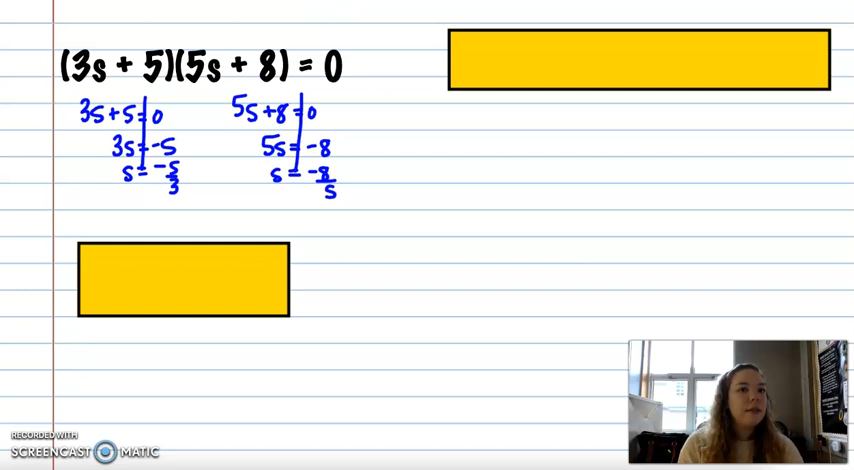 (3s + 5)(5s + 8) = 0
3s+5=0 5s+8=0
3s=-5 5s=-8
s=-5/3 s=-8/5
RECORDED WITH
SCREENCAST MATIC